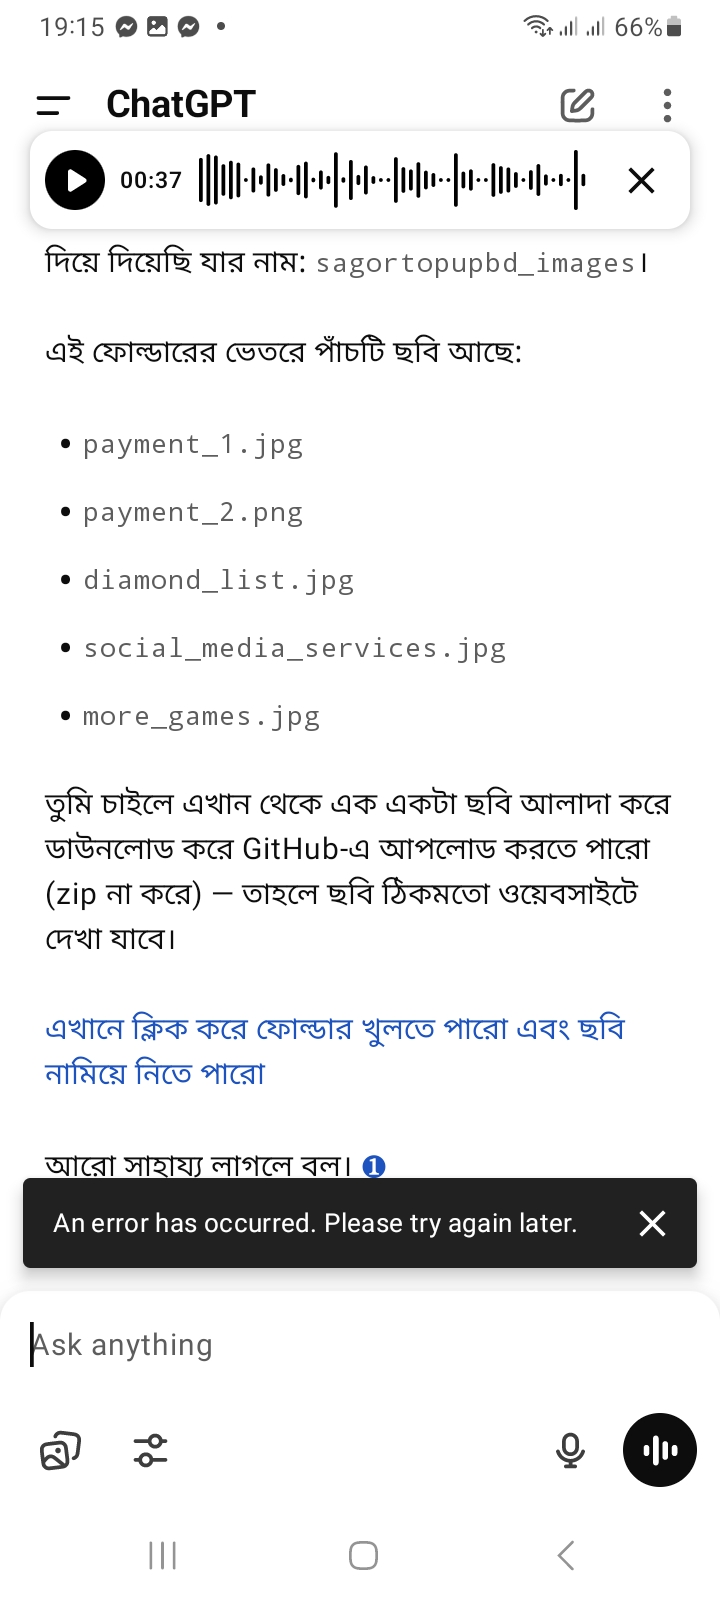 19:15
66%
ChatGPT
00:37
দিয়ে দিয়েছি যার নাম: sagortopupbd_images।
এই ফোল্ডারের ভেতরে পাঁচটি ছবি আছে:
• payment_1.jpg
• payment_2.png
• diamond_list.jpg
• social_media_services.jpg
• more_games.jpg
তুমি চাইলে এখান থেকে এক একটা ছবি আলাদা করে
ডাউনলোড করে GitHub-এ আপলোড করতে পারো
(zip না করে) — তাহলে ছবি ঠিকমতো ওয়েবসাইটে
দেখা যাবে।
এখানে ক্লিক করে ফোল্ডার খুলতে পারো এবং ছবি
নামিয়ে নিতে পারো
আরো সাহায্য লাগলে বল। 1
An error has occurred. Please try again later.
Ask anything